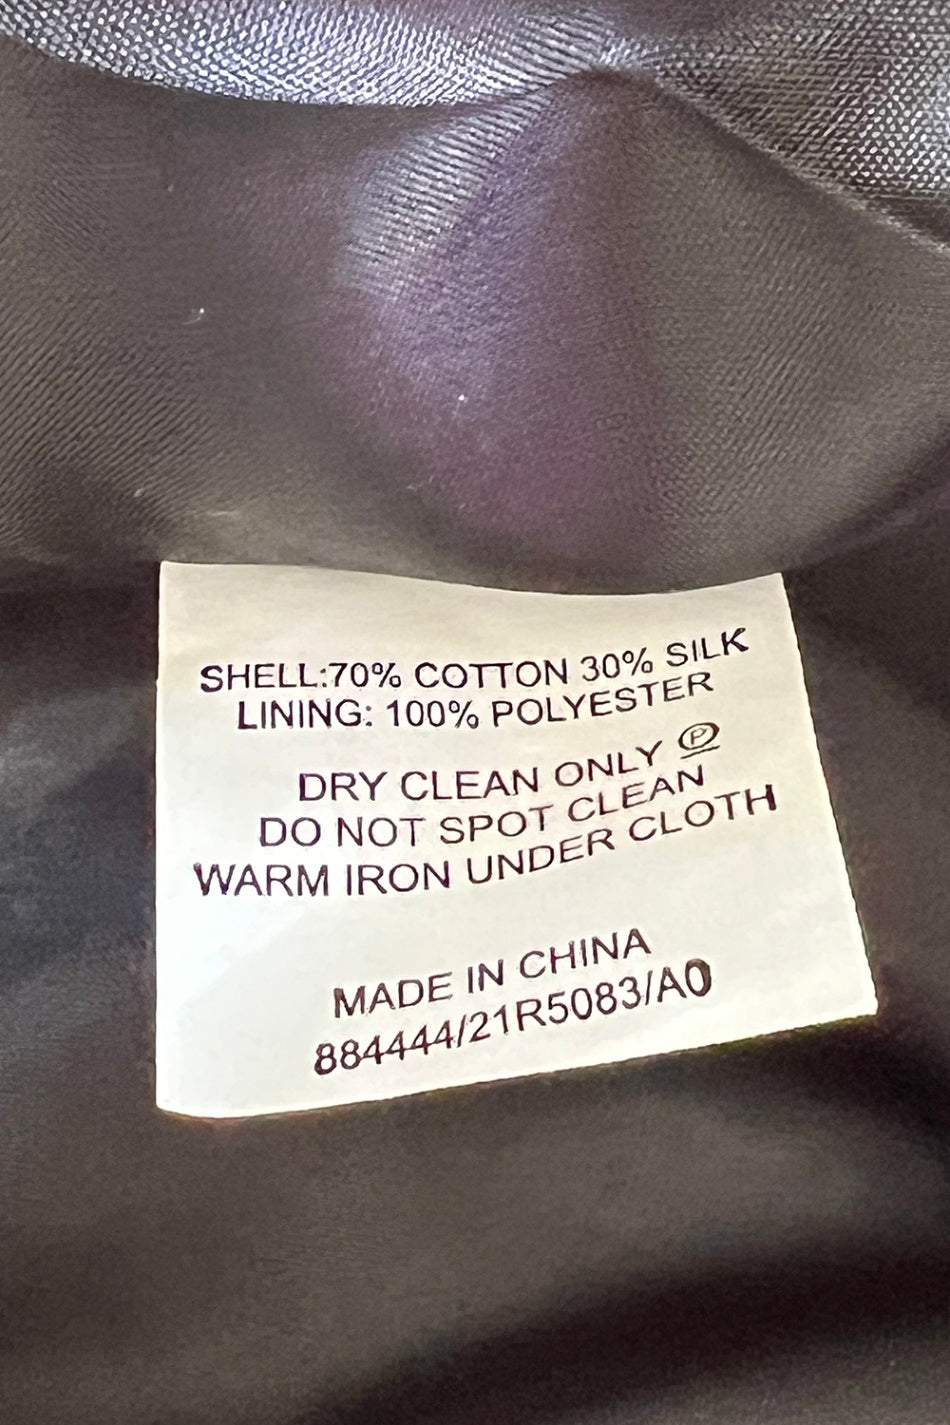 SHELL:70% COTTON 30% SILK
LINING: 100% POLYESTER
DRY CLEAN ONLY Ⓟ
DO NOT SPOT CLEAN
WARM IRON UNDER CLOTH
MADE IN CHINA
884444/21R5083/A0